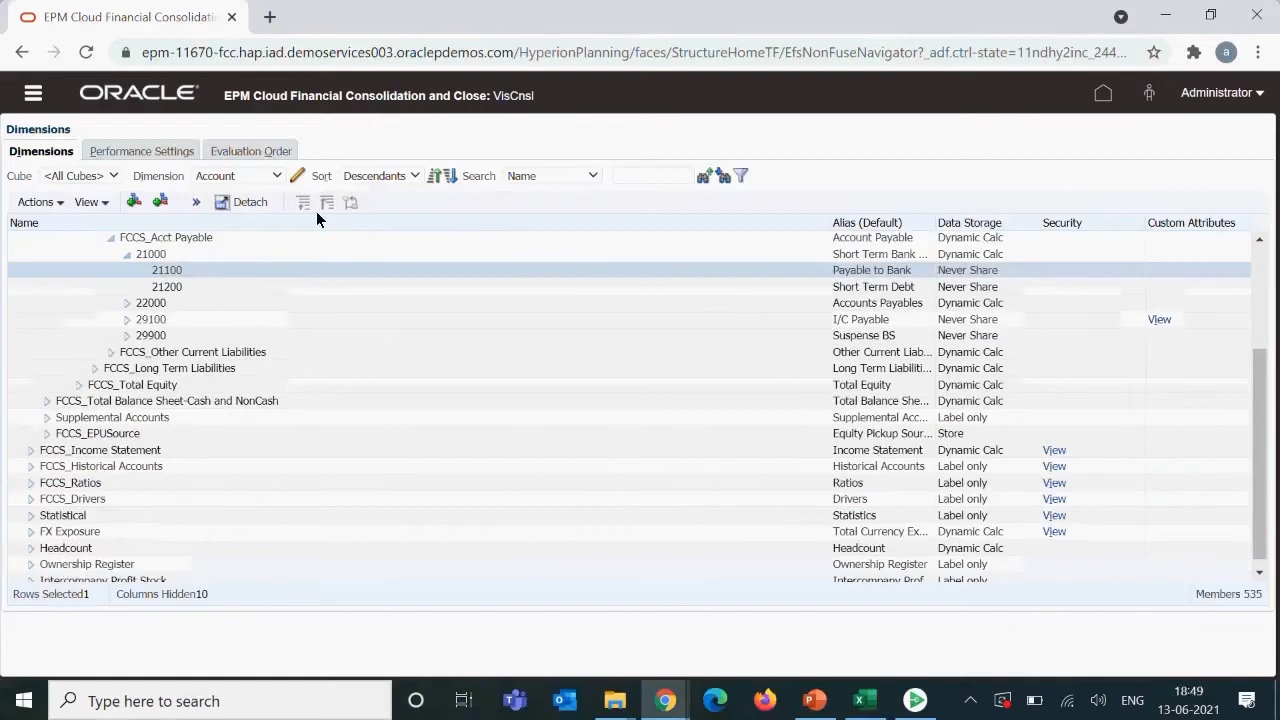 EPM Cloud Financial Consolidatio
epm-11670-fcc.hap.iad.demoservices003.oraclepdemos.com/HyperionPlanning/faces/StructureHomeTF/EfsNonFuseNavigator?_adf.ctrl-state=11ndhy2inc_244...
a
ORACLE EPM Cloud Financial Consolidation and Close: VisCnsl Administrator
Dimensions
Dimensions Performance Settings Evaluation Order
Cube <All Cubes> Dimension Account Sort Descendants Search Name
Actions View » Detach
Name Alias (Default) Data Storage Security Custom Attributes
FCCS_Acct Payable Account Payable Dynamic Calc
21000 Short Term Bank ... Dynamic Calc
21100 Payable to Bank Never Share
21200 Short Term Debt Never Share
22000 Accounts Payables Dynamic Calc
29100 I/C Payable Never Share View
29900 Suspense BS Never Share
FCCS_Other Current Liabilities Other Current Liab... Dynamic Calc
FCCS_Long Term Liabilities Long Term Liabiliti... Dynamic Calc
FCCS_Total Equity Total Equity Dynamic Calc
FCCS_Total Balance Sheet-Cash and NonCash Total Balance She... Dynamic Calc
Supplemental Accounts Supplemental Acc... Label only
FCCS_EPUSource Equity Pickup Sour... Store
FCCS_Income Statement Income Statement Dynamic Calc View
FCCS_Historical Accounts Historical Accounts Label only View
FCCS_Ratios Ratios Label only View
FCCS_Drivers Drivers Label only View
Statistical Statistics Label only View
FX Exposure Total Currency Ex... Dynamic Calc View
Headcount Headcount Dynamic Calc
Ownership Register Ownership Register Label only
Intercompany Profit Stock Intercompany Prof... Label only
Rows Selected1 Columns Hidden10 Members 535
Type here to search ENG 18:49
13-06-2021